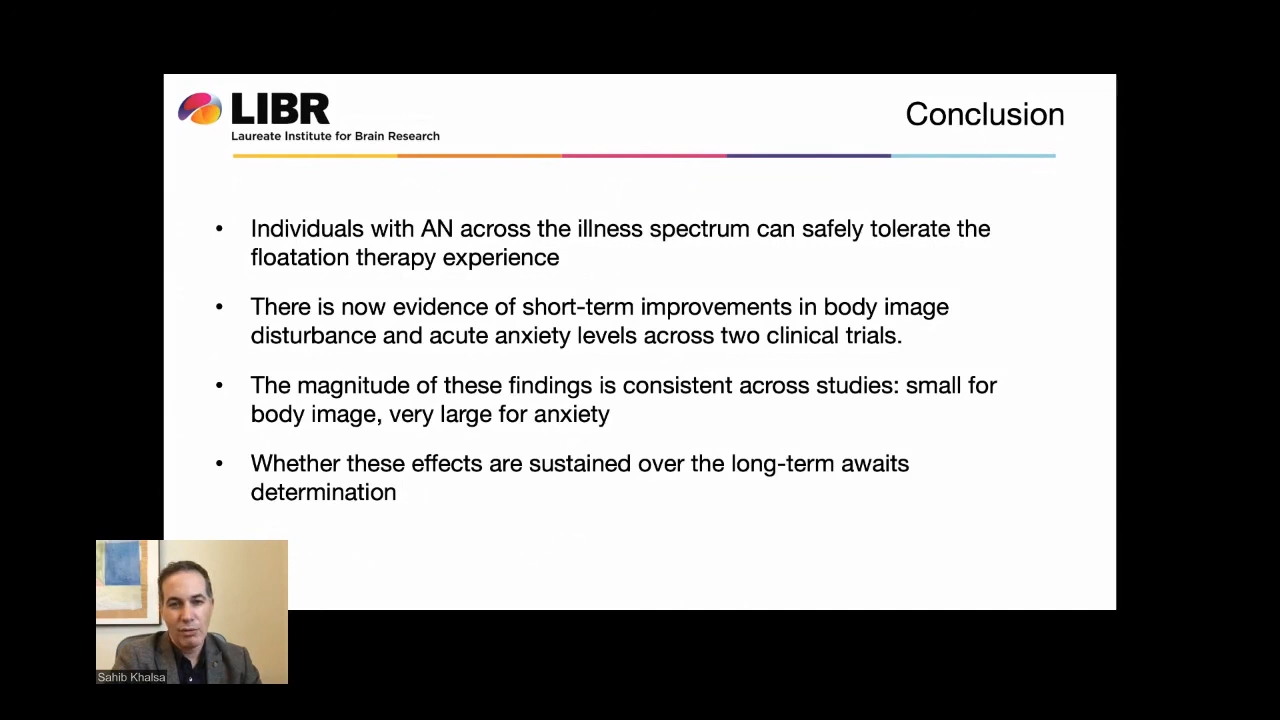 LIBR
Laureate Institute for Brain Research
Conclusion
• Individuals with AN across the illness spectrum can safely tolerate the
floatation therapy experience
• There is now evidence of short-term improvements in body image
disturbance and acute anxiety levels across two clinical trials.
• The magnitude of these findings is consistent across studies: small for
body image, very large for anxiety
• Whether these effects are sustained over the long-term awaits
determination
Sahib Khalsa